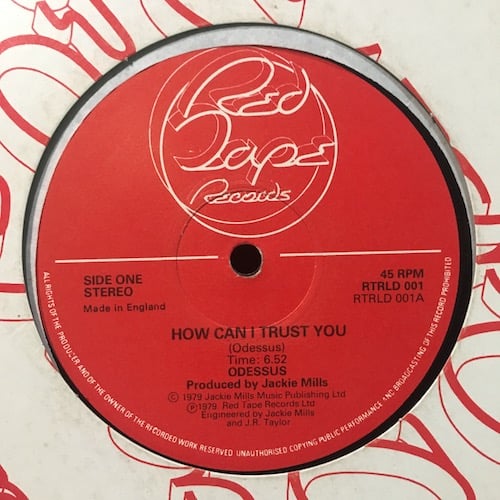 Red
Tape
Records
SIDE ONE
STEREO
Made in England
45 RPM
RTRLD 001
RTRLD 001A
HOW CAN I TRUST YOU
(Odessus)
Time: 6.52
ODESSUS
Produced by Jackie Mills
© 1979 Jackie Mills Music Publishing Ltd
℗1979. Red Tape Records Ltd
Engineered by Jackie Mills
and J.R. Taylor
ALL RIGHTS OF THE PRODUCER AND OF THE OWNER OF THE RECORDED WORK RESERVED UNAUTHORISED COPYING PUBLIC PERFORMANCE AND BROADCASTING OF THIS RECORD PROHIBITED